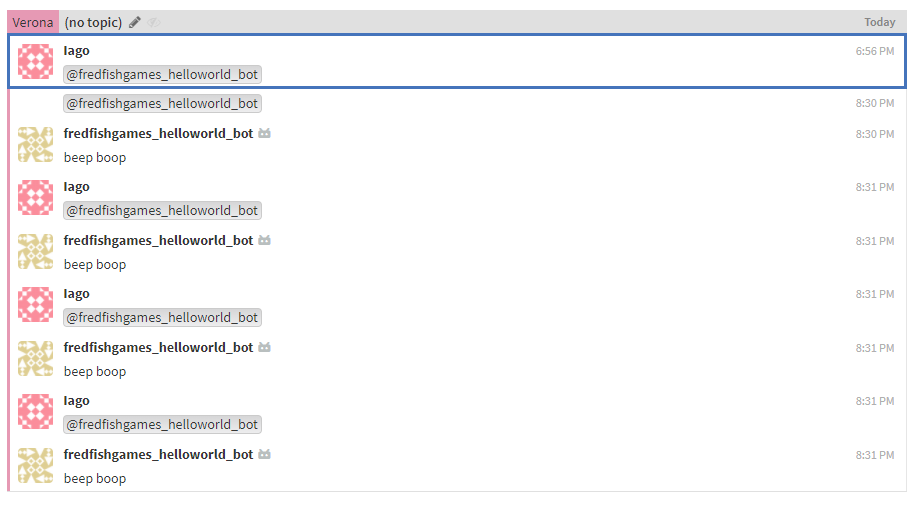 Verona (no topic) Today
Iago 6:56 PM
@fredfishgames_helloworld_bot
@fredfishgames_helloworld_bot 8:30 PM
fredfishgames_helloworld_bot 8:30 PM
beep boop
Iago 8:31 PM
@fredfishgames_helloworld_bot
fredfishgames_helloworld_bot 8:31 PM
beep boop
Iago 8:31 PM
@fredfishgames_helloworld_bot
fredfishgames_helloworld_bot 8:31 PM
beep boop
Iago 8:31 PM
@fredfishgames_helloworld_bot
fredfishgames_helloworld_bot 8:31 PM
beep boop